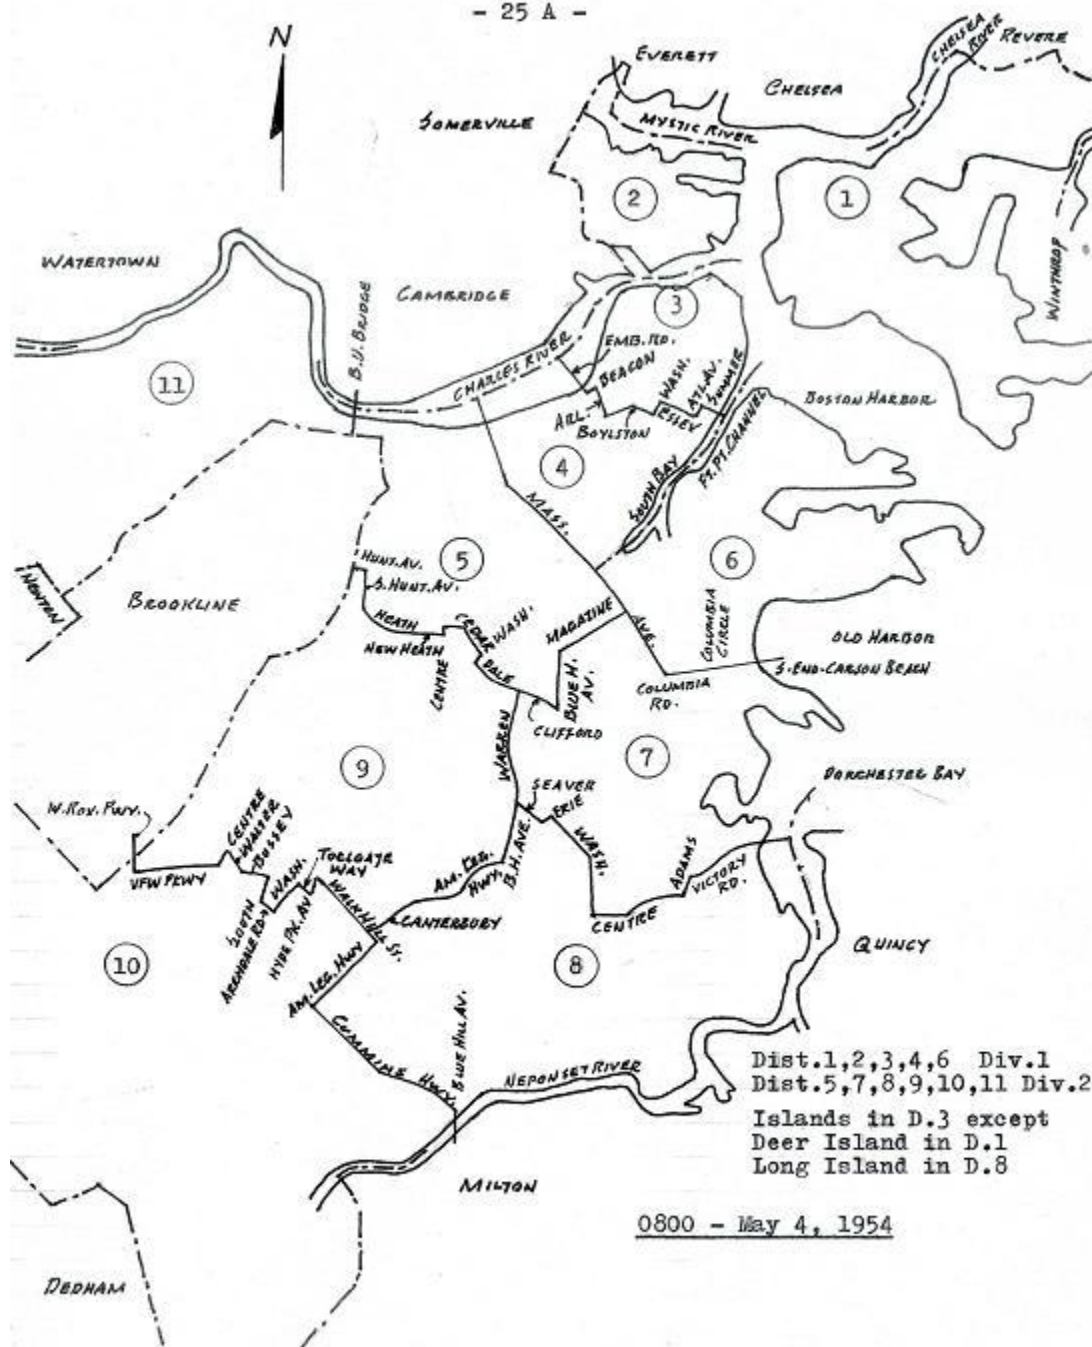 - 25 A -
N
EVERETT
CHELSEA
CHELSEA RIVER
REVERE
SOMERVILLE
MYSTIC RIVER
2
1
WATERTOWN
WINTHROP
CAMBRIDGE
3
B.U. BRIDGE
EMB. RD.
11
CHARLES RIVER
BEACON
WASH.
ATL. AV.
SUMMER
BOSTON HARBOR
ARL.
BOYLSTON
ESSEX
4
SOUTH BAY
FT. PT. CHANNEL
MASS.
AVE.
HUNT. AV.
5
6
S. HUNT. AV.
NEWTON
BROOKLINE
HEATH
NEW HEATH
CENTRE
CEDAR
WASH.
DALE
MAGAZINE
COLUMBIA CIRCLE
OLD HARBOR
S. END-CARSON BEACH
COLUMBIA RD.
BLUE H. AV.
CLIFFORD
WARREN
9
7
DORCHESTER BAY
SEAVER
ERIE
W. ROX. PWY.
CENTRE
WALTER
BUSSEY
WASH.
TOLLGATE WAY
VFW PKWY
AM. LEG. HWY.
B.H. AVE.
WASH.
ADAMS
VICTORY RD.
CENTRE
SOUTH
ARCHDALE RD.
HYDE PK. AV.
WALK HILL ST.
CANTERBURY
10
8
QUINCY
AM. LEG. HWY
CUMMINS HWY.
BLUE HILL AV.
NEPONSET RIVER
Dist.1,2,3,4,6 Div.1
Dist.5,7,8,9,10,11 Div.2
Islands in D.3 except
Deer Island in D.1
Long Island in D.8
MILTON
0800 - May 4, 1954
DEDHAM